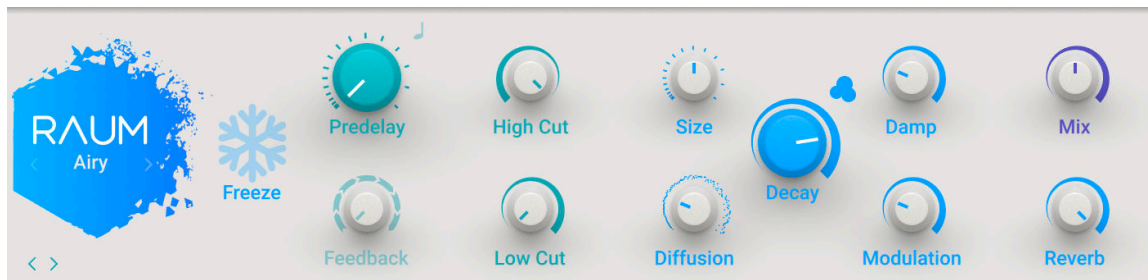 RAUM
Airy
Freeze
Predelay
High Cut
Size
Damp
Mix
Decay
Feedback
Low Cut
Diffusion
Modulation
Reverb